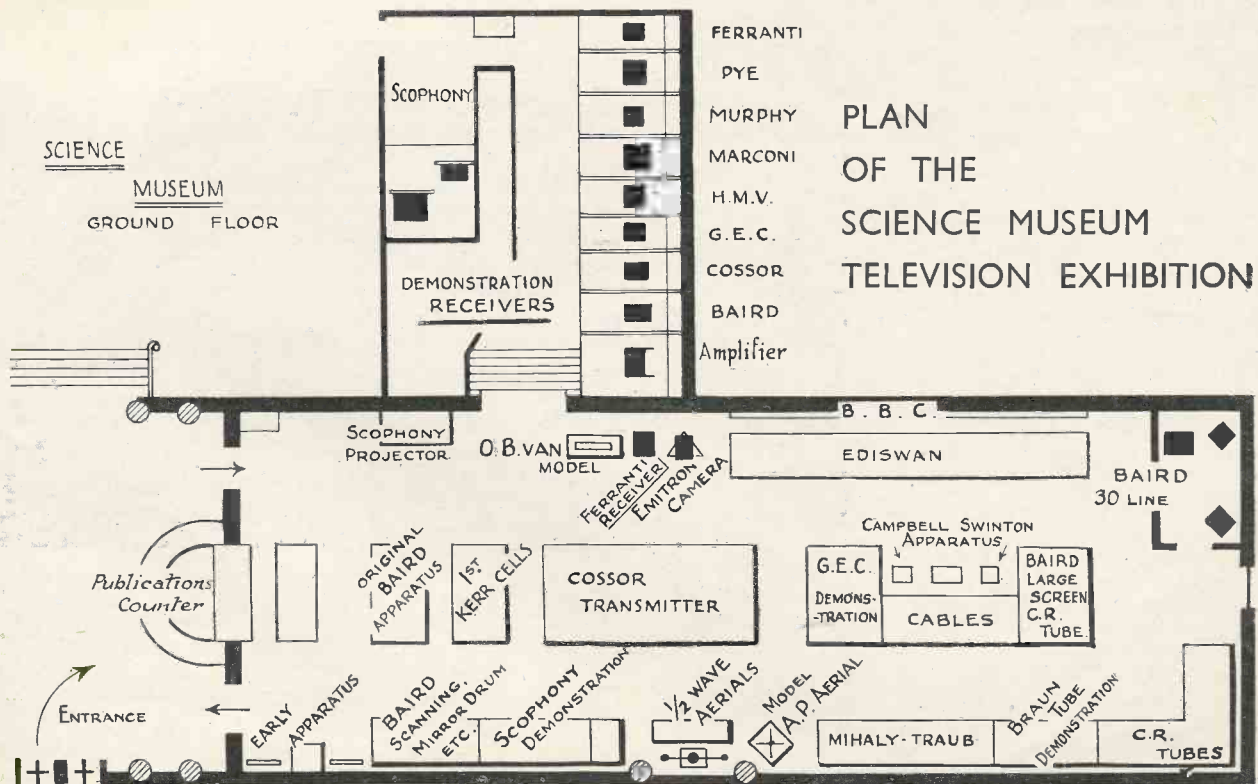 FERRANTI
PYE
MURPHY
MARCONI
H.M.V.
G.E.C.
COSSOR
BAIRD
Amplifier
PLAN
OF THE
SCIENCE MUSEUM
TELEVISION EXHIBITION
SCIENCE
MUSEUM
GROUND FLOOR
SCOPHONY
DEMONSTRATION
RECEIVERS
SCOPHONY
PROJECTOR
O.B. VAN
MODEL
FERRANTI
RECEIVER
EMITRON
CAMERA
B.B.C.
EDISWAN
BAIRD
30 LINE
Publications
Counter
ORIGINAL
BAIRD
APPARATUS
1ST
KERR CELLS
COSSOR
TRANSMITTER
G.E.C.
DEMONS-
-TRATION
CAMPBELL SWINTON
APPARATUS
CABLES
BAIRD
LARGE
SCREEN
C.R.
TUBE.
ENTRANCE
EARLY
APPARATUS
BAIRD
SCANNING,
MIRROR DRUM
ETC.
SCOPHONY
DEMONSTRATION
1/2 WAVE
AERIALS
MODEL
A.P. AERIAL
MIHALY-TRAUB
BRAUN
TUBE
DEMONSTRATION
C.R.
TUBES